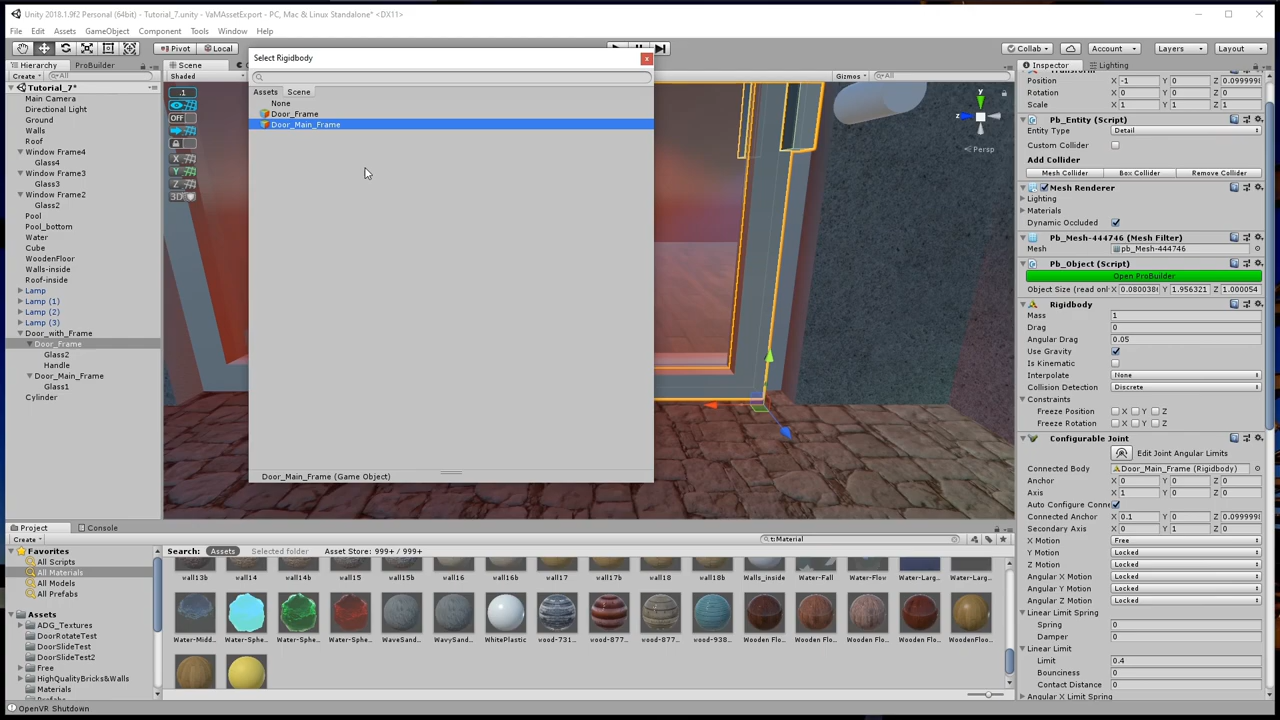 Unity 2018.1.9f2 (64bit) - Tutorial_7.unity - VaMAssetExport - PC, Mac & Linux Standalone* <DX11>
File Edit Assets GameObject Component Tools Window Help
Pivot Local Collab Account Layers Layout
Hierarchy ProBuilder
Create All
Tutorial_7*
Main Camera
Directional Light
Ground
Walls
Roof
Window Frame4
Glass4
Window Frame3
Glass3
Window Frame2
Glass2
Pool
Pool_bottom
Water
Cube
WoodenFloor
Walls-inside
Roof-inside
Lamp
Lamp (1)
Lamp (2)
Lamp (3)
Door_with_Frame
Door_Frame
Glass2
Handle
Door_Main_Frame
Glass1
Cylinder
Scene
Shaded
.1
OFF
X
Y
Z
3D
Select Rigidbody
Assets Scene
None
Door_Frame
Door_Main_Frame
Door_Main_Frame (Game Object)
Gizmos All
y
z
Persp
Inspector Lighting
Transform
Position X -1 Y 0 Z 0.0999998
Rotation X 0 Y 0 Z 0
Scale X 1 Y 1 Z 1
Pb_Entity (Script)
Entity Type Detail
Custom Collider
Add Collider
Mesh Collider Box Collider Remove Collider
Mesh Renderer
Lighting
Materials
Dynamic Occluded
Pb_Mesh-444746 (Mesh Filter)
Mesh pb_Mesh-444746
Pb_Object (Script)
Open ProBuilder
Object Size (read onl X 0.080038 Y 1.956321 Z 1.000054
Rigidbody
Mass 1
Drag 0
Angular Drag 0.05
Use Gravity
Is Kinematic
Interpolate None
Collision Detection Discrete
Constraints
Freeze Position X Y Z
Freeze Rotation X Y Z
Configurable Joint
Edit Joint Angular Limits
Connected Body Door_Main_Frame (Rigidbody)
Anchor X 0 Y 0 Z 0
Axis X 1 Y 0 Z 0
Auto Configure Conne
Connected Anchor X 0.1 Y 0 Z 0.0999998
Secondary Axis X 0 Y 1 Z 0
X Motion Free
Y Motion Locked
Z Motion Locked
Angular X Motion Locked
Angular Y Motion Locked
Angular Z Motion Locked
Linear Limit Spring
Spring 0
Damper 0
Linear Limit
Limit 0.4
Bounciness 0
Contact Distance 0
Angular X Limit Spring
Project Console
Create t:Material
Favorites
All Scripts
All Materials
All Models
All Prefabs
Assets
ADG_Textures
DoorRotateTest
DoorSlideTest
DoorSlideTest2
Free
HighQualityBricks&Walls
Materials
Prefabs
Search: Assets Selected folder Asset Store: 999+ / 999+
wall13b wall14 wall14b wall15 wall15b wall16 wall16b wall17 wall17b wall18 wall18b Walls_inside Water-Fall Water-Flow Water-Larg... Water-Larg...
Water-Midd... Water-Sphe... Water-Sphe... Water-Sphe... WaveSand... WavySand... WhitePlastic wood-731... wood-877... wood-877... wood-938... Wooden Flo... Wooden Flo... Wooden Flo... Wooden Flo... WoodenFloo...
OpenVR Shutdown